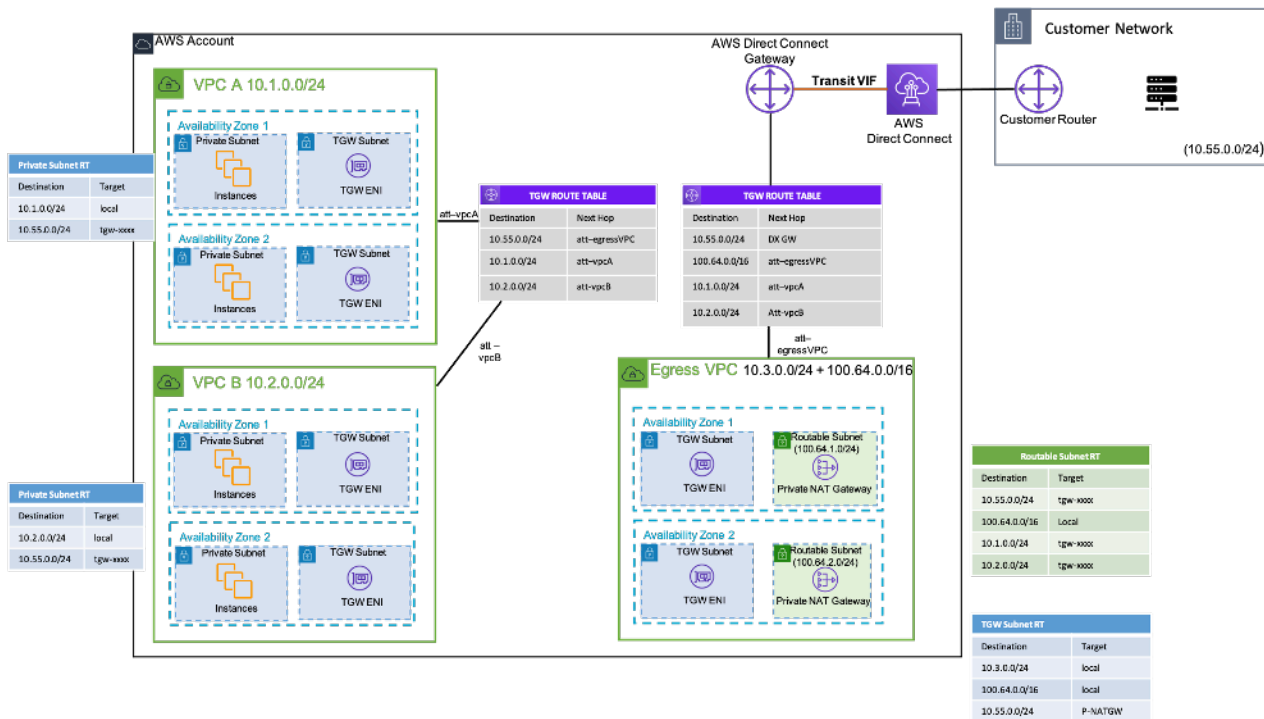 AWS Account
VPC A 10.1.0.0/24
Availability Zone 1
Private Subnet
Instances
TGW Subnet
TGW ENI
Availability Zone 2
Private Subnet
Instances
TGW Subnet
TGW ENI
Private Subnet RT
Destination Target
10.1.0.0/24 local
10.55.0.0/24 tgw-xxxx
att-vpcA
VPC B 10.2.0.0/24
Availability Zone 1
Private Subnet
Instances
TGW Subnet
TGW ENI
Availability Zone 2
Private Subnet
Instances
TGW Subnet
TGW ENI
Private Subnet RT
Destination Target
10.2.0.0/24 local
10.55.0.0/24 tgw-xxxx
att –
vpcB
TGW ROUTE TABLE
Destination Next Hop
10.55.0.0/24 att–egressVPC
10.1.0.0/24 att–vpcA
10.2.0.0/24 att-vpcB
AWS Direct Connect
Gateway
Transit VIF
AWS
Direct Connect
Customer Network
Customer Router
(10.55.0.0/24)
TGW ROUTE TABLE
Destination Next Hop
10.55.0.0/24 DX GW
100.64.0.0/16 att–egressVPC
10.1.0.0/24 att–vpcA
10.2.0.0/24 Att-vpcB
att–
egressVPC
Egress VPC 10.3.0.0/24 + 100.64.0.0/16
Availability Zone 1
TGW Subnet
TGW ENI
Routable Subnet
(100.64.1.0/24)
Private NAT Gateway
Availability Zone 2
TGW Subnet
TGW ENI
Routable Subnet
(100.64.2.0/24)
Private NAT Gateway
Routable Subnet RT
Destination Target
10.55.0.0/24 tgw-xxxx
100.64.0.0/16 Local
10.1.0.0/24 tgw-xxxx
10.2.0.0/24 tgw-xxxx
TGW Subnet RT
Destination Target
10.3.0.0/24 local
100.64.0.0/16 local
10.55.0.0/24 P-NATGW